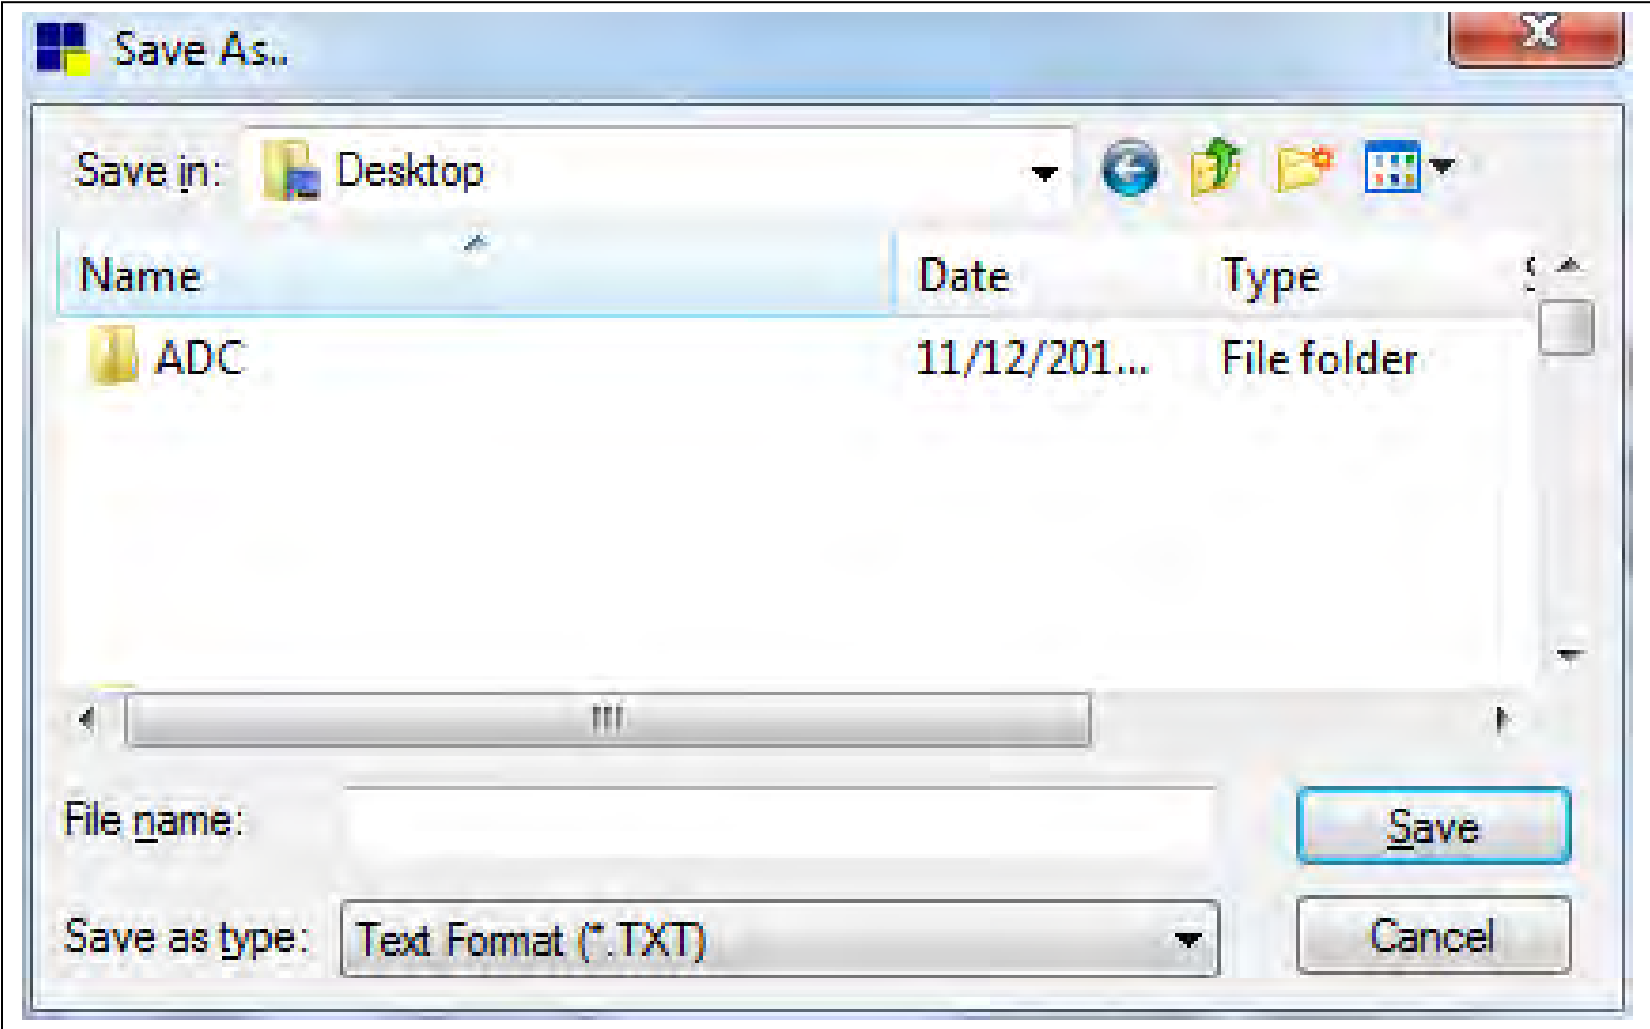 Save As..
Save in: Desktop
Name Date Type
ADC 11/12/201... File folder
File name: Save
Save as type: Text Format (*.TXT) Cancel